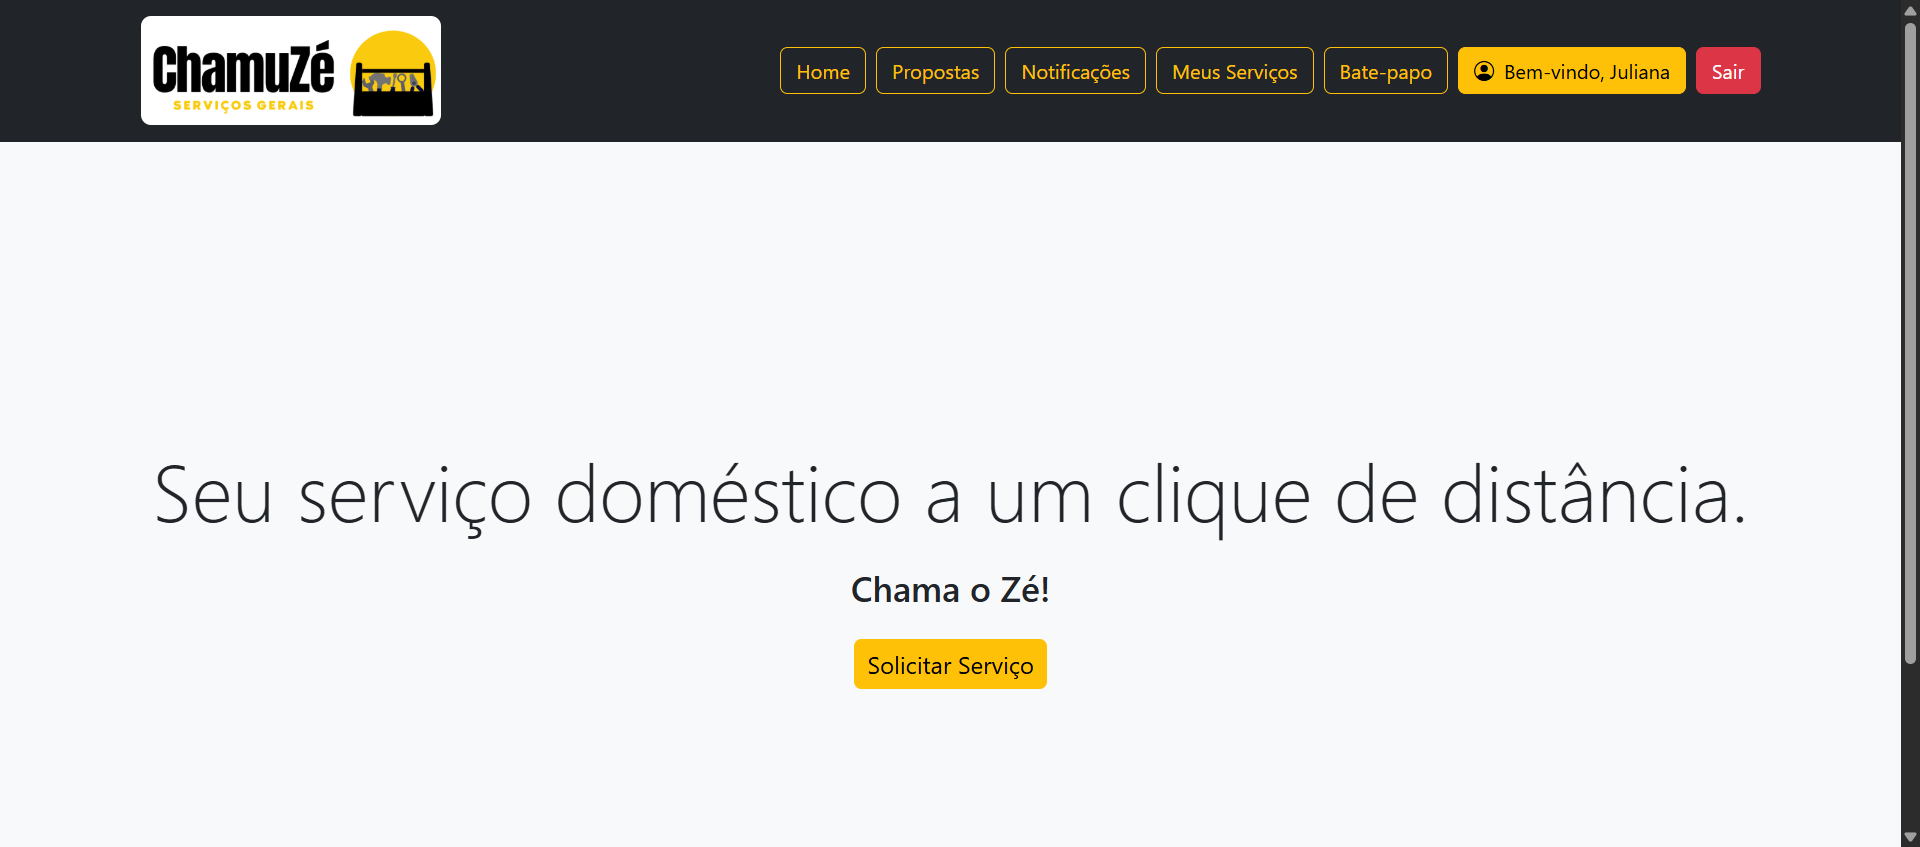 ChamuZé
SERVIÇOS GERAIS
Home
Propostas
Notificações
Meus Serviços
Bate-papo
Bem-vindo, Juliana
Sair
Seu serviço doméstico a um clique de distância.
Chama o Zé!
Solicitar Serviço